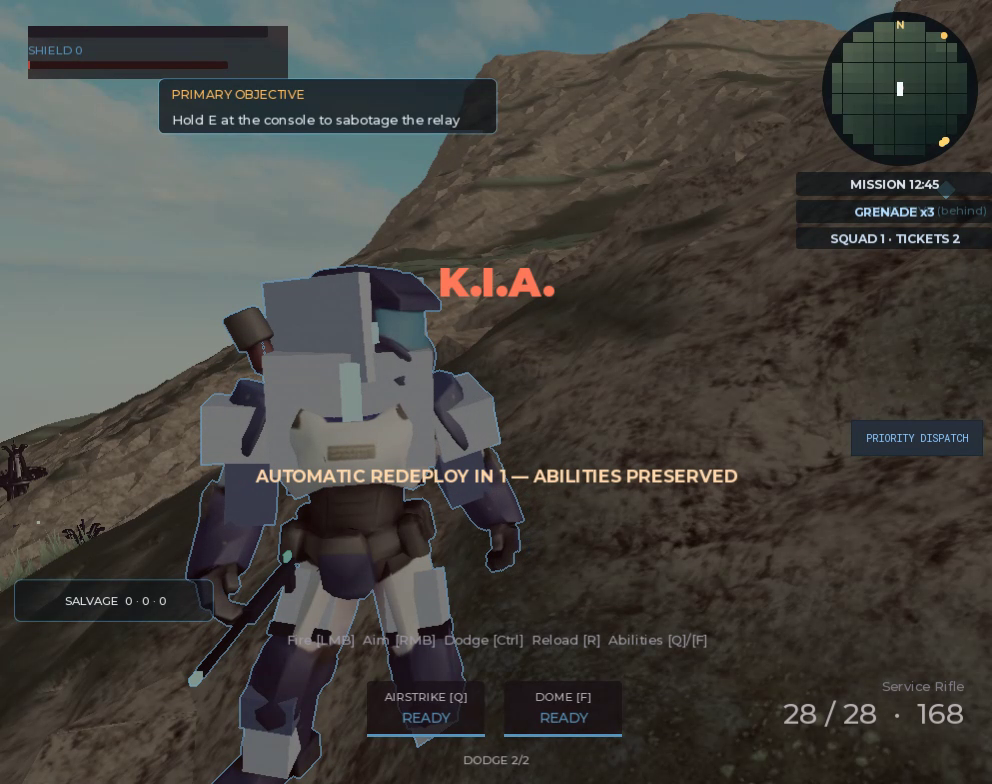 SHIELD 0
PRIMARY OBJECTIVE
Hold E at the console to sabotage the relay
N
MISSION 12:45
GRENADE x3 (behind)
SQUAD 1 · TICKETS 2
K.I.A.
PRIORITY DISPATCH
AUTOMATIC REDEPLOY IN 1 — ABILITIES PRESERVED
SALVAGE 0 · 0 · 0
Fire [LMB] Aim [RMB] Dodge [Ctrl] Reload [R] Abilities [Q]/[F]
AIRSTRIKE [Q]
READY
DOME [F]
READY
Service Rifle
28 / 28 · 168
DODGE 2/2